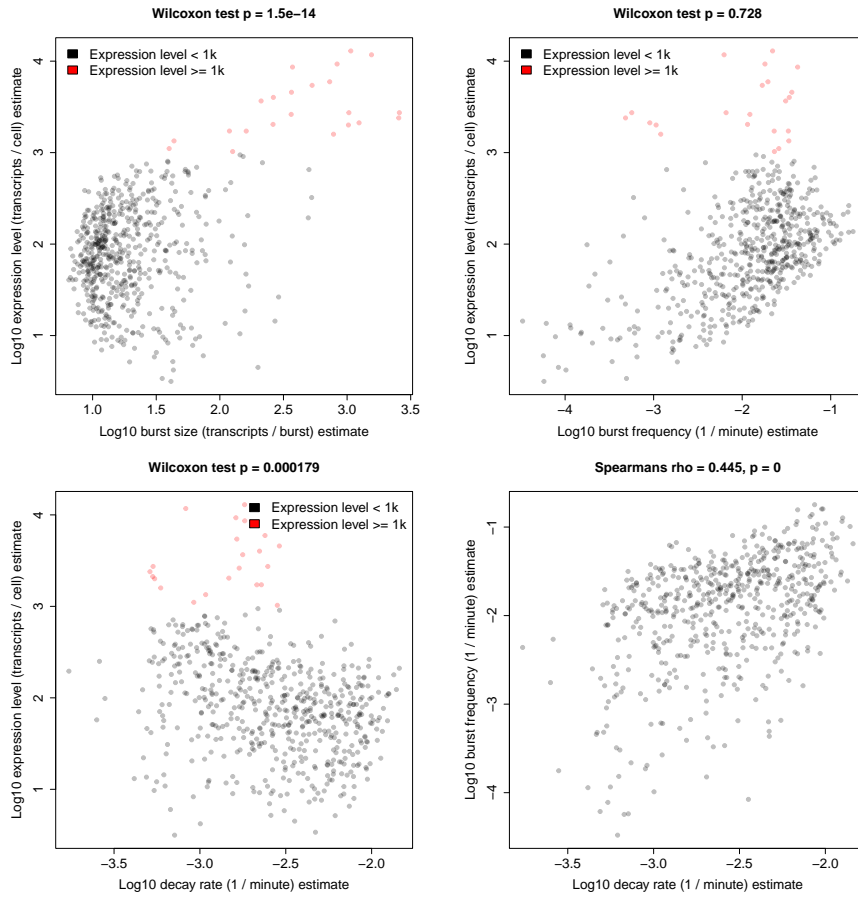 Wilcoxon test p = 1.5e−14
Expression level < 1k
Expression level >= 1k
Log10 expression level (transcripts / cell) estimate
4
3
2
1
1.0 1.5 2.0 2.5 3.0 3.5
Log10 burst size (transcripts / burst) estimate
Wilcoxon test p = 0.728
Expression level < 1k
Expression level >= 1k
Log10 expression level (transcripts / cell) estimate
4
3
2
1
−4 −3 −2 −1
Log10 burst frequency (1 / minute) estimate
Wilcoxon test p = 0.000179
Expression level < 1k
Expression level >= 1k
Log10 expression level (transcripts / cell) estimate
4
3
2
1
−3.5 −3.0 −2.5 −2.0
Log10 decay rate (1 / minute) estimate
Spearmans rho = 0.445, p = 0
Log10 burst frequency (1 / minute) estimate
−1
−2
−3
−4
−3.5 −3.0 −2.5 −2.0
Log10 decay rate (1 / minute) estimate